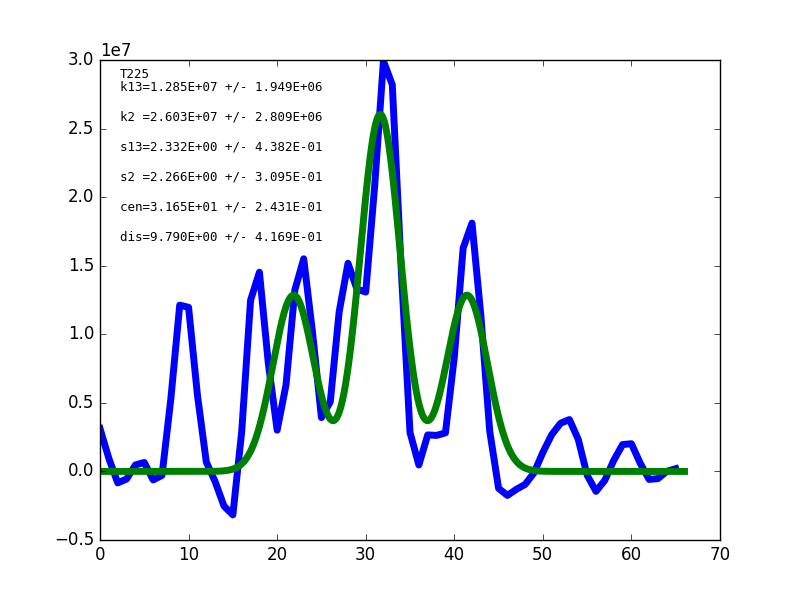 1e7
3.0
T225
k13=1.285E+07 +/- 1.949E+06
k2 =2.603E+07 +/- 2.809E+06
2.5
s13=2.332E+00 +/- 4.382E-01
s2 =2.266E+00 +/- 3.095E-01
2.0
cen=3.165E+01 +/- 2.431E-01
dis=9.790E+00 +/- 4.169E-01
1.5
1.0
0.5
0.0
−0.5
0 10 20 30 40 50 60 70